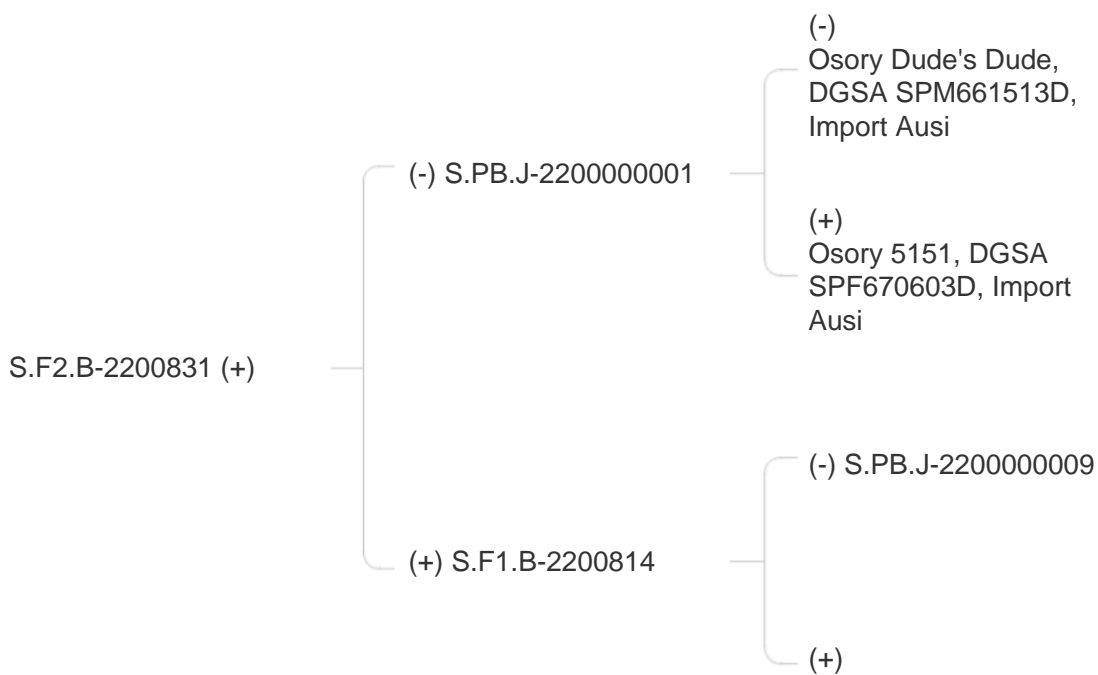 (-)
Osory Dude's Dude,
DGSA SPM661513D,
Import Ausi
(-) S.PB.J-2200000001
(+)
Osory 5151, DGSA
SPF670603D, Import
Ausi
S.F2.B-2200831 (+)
(-) S.PB.J-2200000009
(+) S.F1.B-2200814
(+)